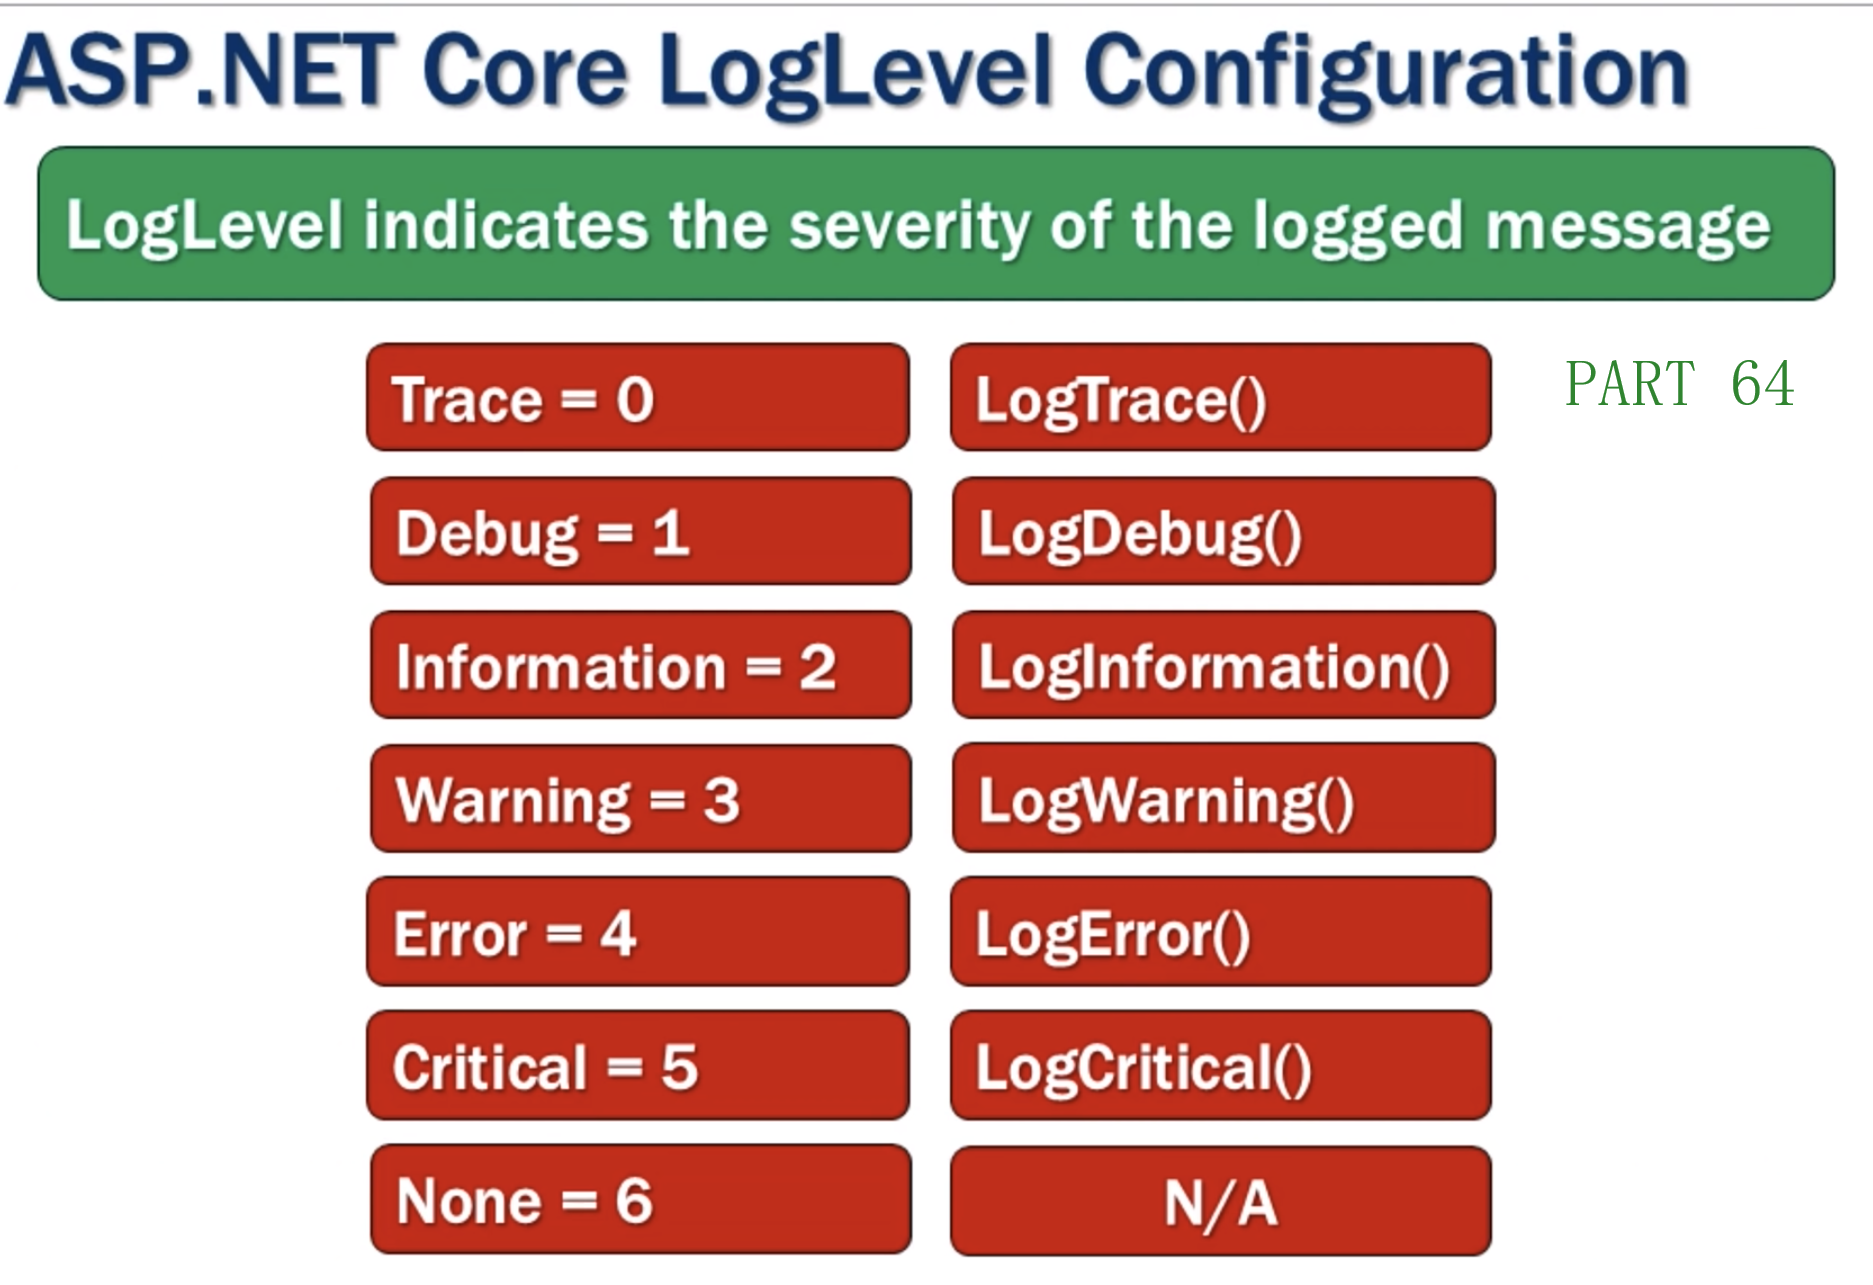 ASP.NET Core LogLevel Configuration
LogLevel indicates the severity of the logged message
Trace = 0 LogTrace() PART 64
Debug = 1 LogDebug()
Information = 2 LogInformation()
Warning = 3 LogWarning()
Error = 4 LogError()
Critical = 5 LogCritical()
None = 6 N/A